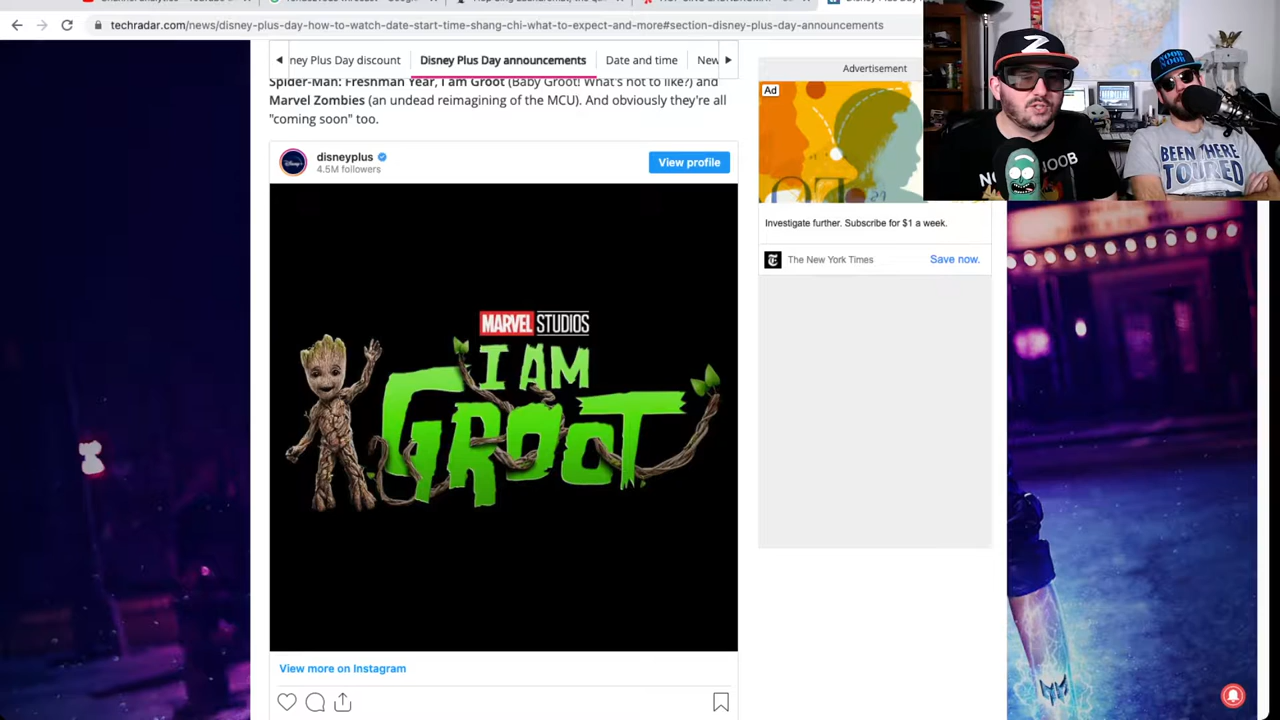 techradar.com/news/disney-plus-day-how-to-watch-date-start-time-shang-chi-what-to-expect-and-more#section-disney-plus-day-announcements
ney Plus Day discount
Disney Plus Day announcements
Date and time
New
Spider-Man: Freshman Year, I am Groot (Baby Groot! What's not to like?) and
Marvel Zombies (an undead reimagining of the MCU). And obviously they're all
"coming soon" too.
disneyplus
4.5M followers
View profile
MARVEL STUDIOS
I AM
GROOT
View more on Instagram
Advertisement
Ad
Investigate further. Subscribe for $1 a week.
The New York Times
Save now.
Z
NOOB
NOOB
BEEN THERE
TOURED